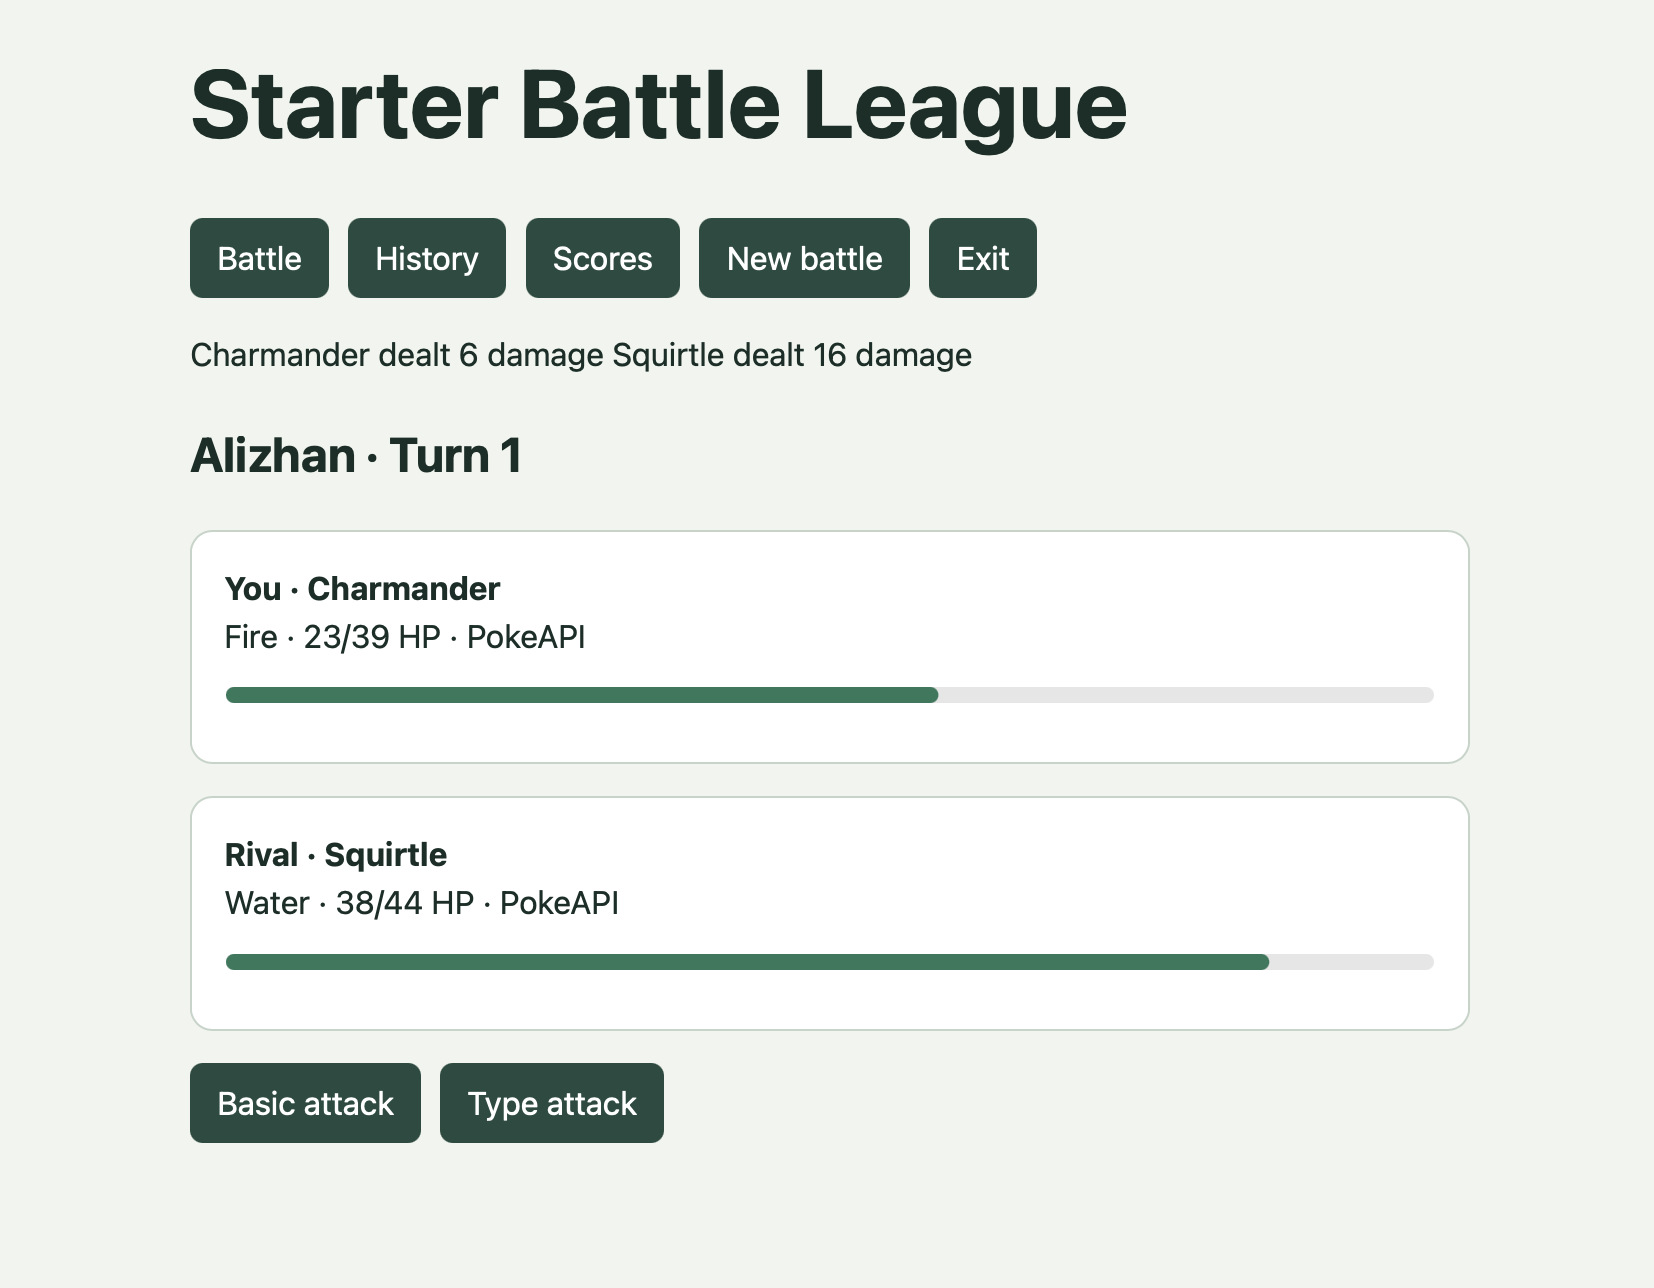 Starter Battle League
Battle History Scores New battle Exit
Charmander dealt 6 damage Squirtle dealt 16 damage
Alizhan · Turn 1
You · Charmander
Fire · 23/39 HP · PokeAPI
Rival · Squirtle
Water · 38/44 HP · PokeAPI
Basic attack Type attack